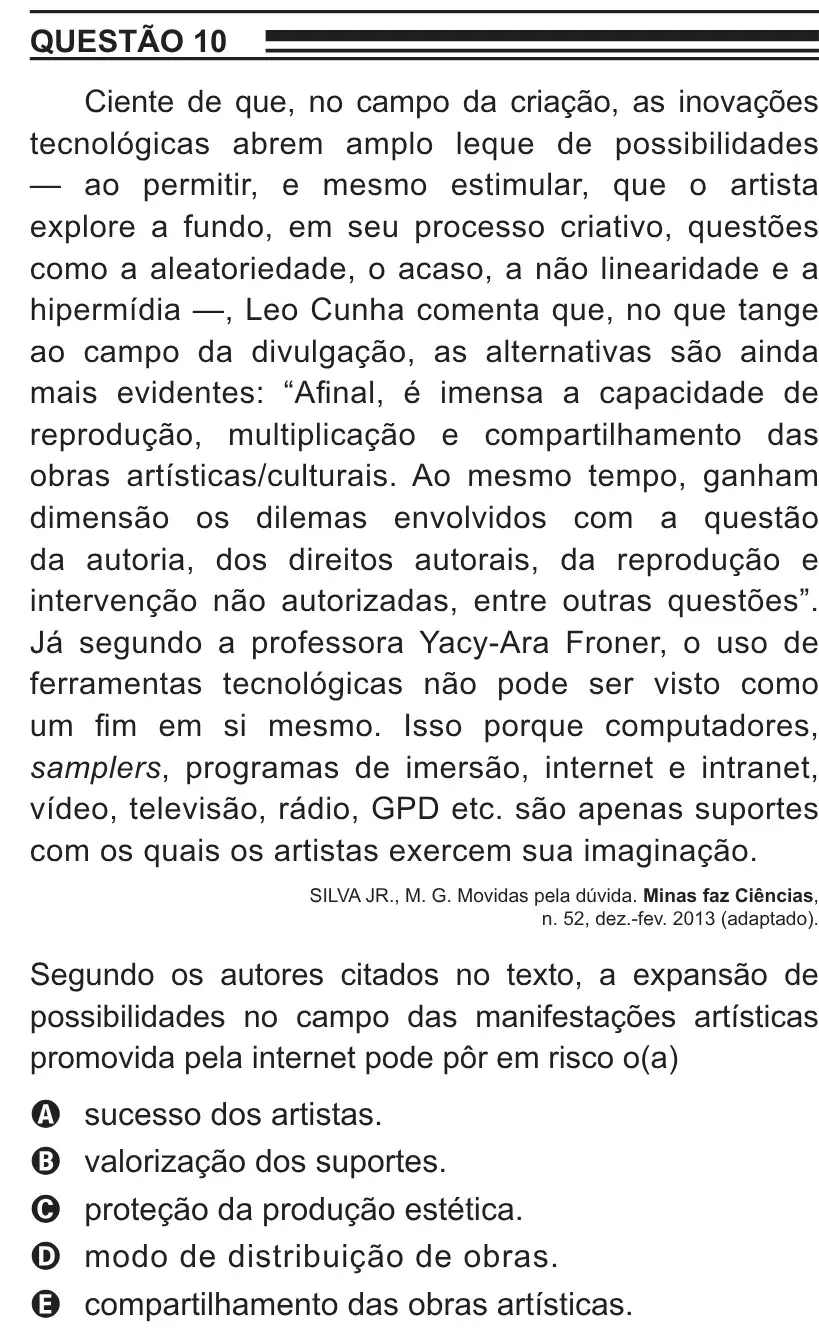 QUESTÃO 10
Ciente de que, no campo da criação, as inovações
tecnológicas abrem amplo leque de possibilidades
— ao permitir, e mesmo estimular, que o artista
explore a fundo, em seu processo criativo, questões
como a aleatoriedade, o acaso, a não linearidade e a
hipermídia —, Leo Cunha comenta que, no que tange
ao campo da divulgação, as alternativas são ainda
mais evidentes: “Afinal, é imensa a capacidade de
reprodução, multiplicação e compartilhamento das
obras artísticas/culturais. Ao mesmo tempo, ganham
dimensão os dilemas envolvidos com a questão
da autoria, dos direitos autorais, da reprodução e
intervenção não autorizadas, entre outras questões”.
Já segundo a professora Yacy-Ara Froner, o uso de
ferramentas tecnológicas não pode ser visto como
um fim em si mesmo. Isso porque computadores,
samplers, programas de imersão, internet e intranet,
vídeo, televisão, rádio, GPD etc. são apenas suportes
com os quais os artistas exercem sua imaginação.
SILVA JR., M. G. Movidas pela dúvida. Minas faz Ciências,
n. 52, dez.-fev. 2013 (adaptado).
Segundo os autores citados no texto, a expansão de
possibilidades no campo das manifestações artísticas
promovida pela internet pode pôr em risco o(a)
A sucesso dos artistas.
B valorização dos suportes.
C proteção da produção estética.
D modo de distribuição de obras.
E compartilhamento das obras artísticas.